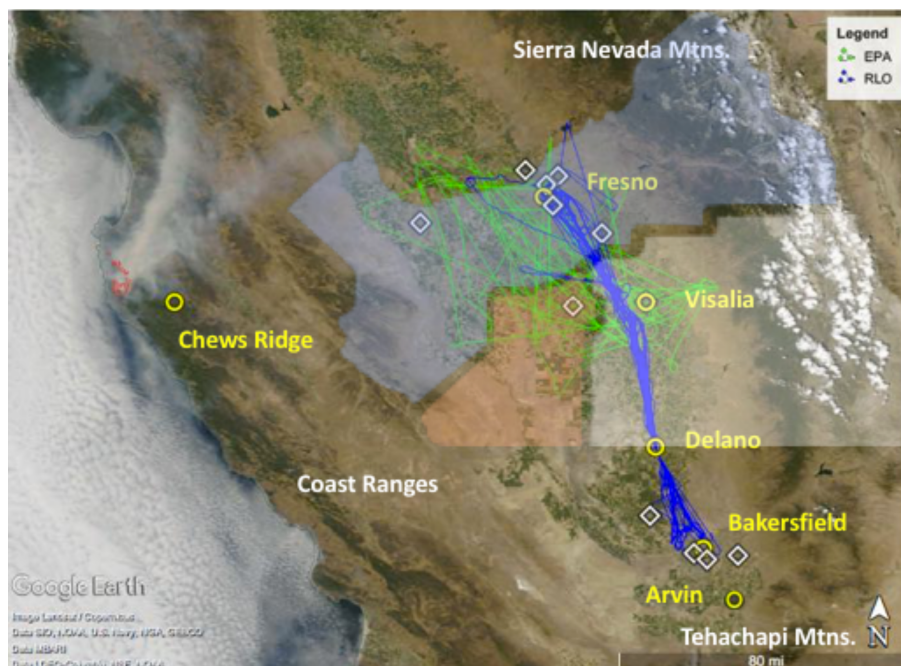 Sierra Nevada Mtns.
Legend
EPA
RLO
Fresno
Visalia
Chews Ridge
Delano
Coast Ranges
Bakersfield
Google Earth
Arvin
Image Landsat / Copernicus
Data SIO, NOAA, U.S. Navy, NGA, GEBCO
Data MBARI
Tehachapi Mtns.
N
80 mi